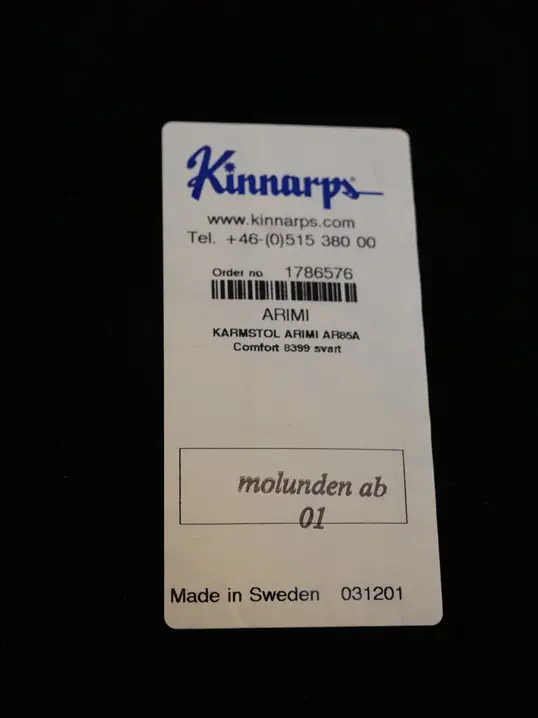 Kinnarps
www.kinnarps.com
Tel. +46-(0)515 380 00
Order no 1786576
ARIMI
KARMSTOL ARIMI AR85A
Comfort 8399 svart
molunden ab
01
Made in Sweden 031201